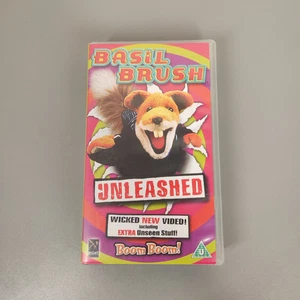 BASIL
BRUSH
UNLEASHED
WICKED NEW VIDEO!
including
EXTRA Unseen Stuff!
Boom Boom!
U